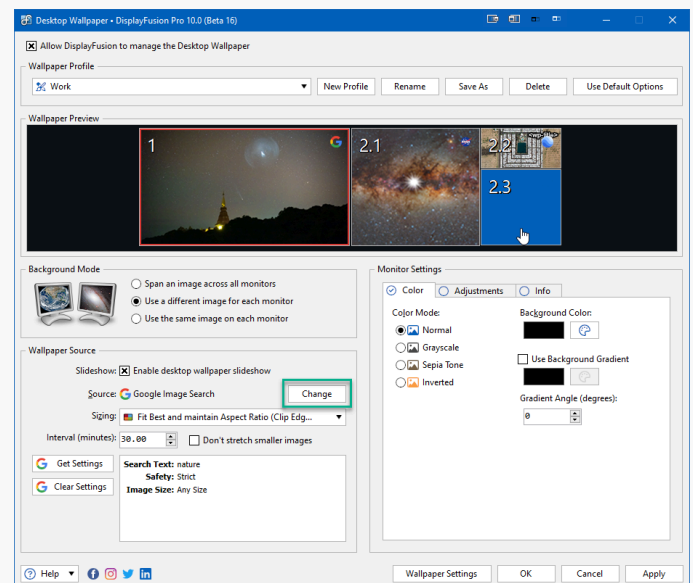 Desktop Wallpaper • DisplayFusion Pro 10.0 (Beta 16)
Allow DisplayFusion to manage the Desktop Wallpaper
Wallpaper Profile
Work
New Profile
Rename
Save As
Delete
Use Default Options
Wallpaper Preview
1
2.1
2.2
2.3
Background Mode
Span an image across all monitors
Use a different image for each monitor
Use the same image on each monitor
Monitor Settings
Color
Adjustments
Info
Color Mode:
Normal
Grayscale
Sepia Tone
Inverted
Background Color:
Use Background Gradient
Gradient Angle (degrees):
0
Wallpaper Source
Slideshow:
Enable desktop wallpaper slideshow
Source:
Google Image Search
Change
Sizing:
Fit Best and maintain Aspect Ratio (Clip Edg...
Interval (minutes):
30.00
Don't stretch smaller images
Get Settings
Clear Settings
Search Text: nature
Safety: Strict
Image Size: Any Size
Help
Wallpaper Settings
OK
Cancel
Apply